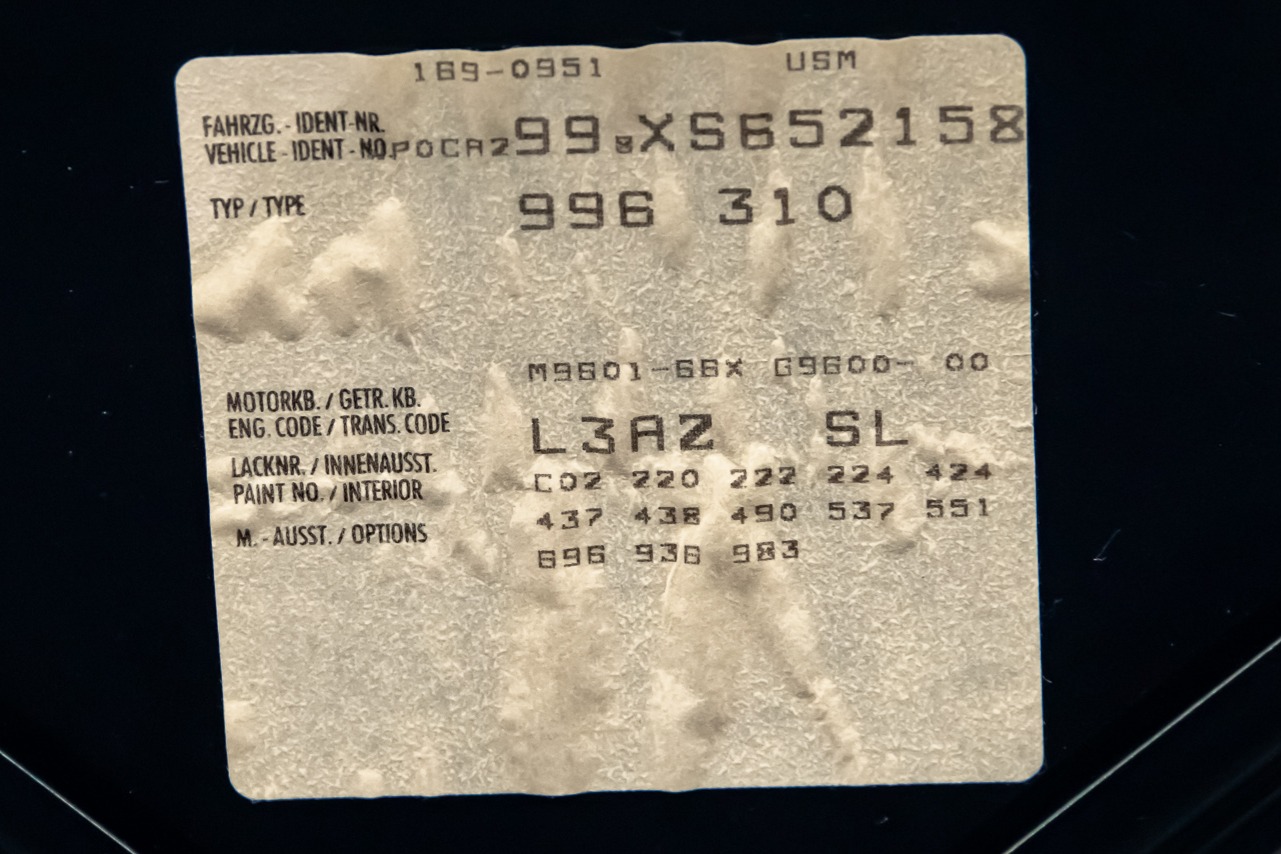 169-0951 USM
FAHRZG.-IDENT-NR.
VEHICLE-IDENT-NO. POCA299.XS652158
TYP / TYPE 996 310
M9601-66X G9600- 00
MOTORKB. / GETR. KB.
ENG. CODE / TRANS. CODE L3AZ SL
LACKNR. / INNENAUSST. C02 220 222 224 424
PAINT NO. / INTERIOR
437 438 490 537 551
M.-AUSST. / OPTIONS
696 936 983